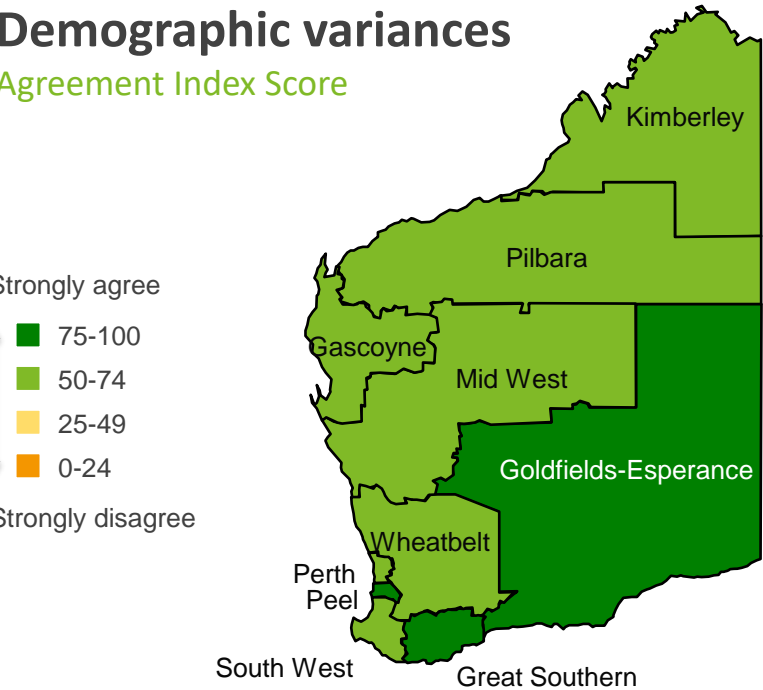 Demographic variances
Agreement Index Score
Strongly agree
75-100
50-74
25-49
0-24
Strongly disagree
Kimberley
Pilbara
Gascoyne
Mid West
Goldfields-Esperance
Wheatbelt
Perth
Peel
South West
Great Southern